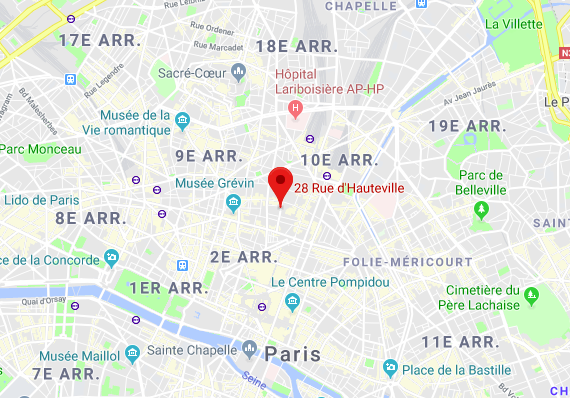 CHAPELLE
Rue Ordener
La Villette
17E ARR.
18E ARR.
Rue Marcadet
N3
Rue Legendre
Sacré-Cœur
Hôpital
Lariboisière AP-HP
H
Av Jean Jaurès
Bd Malesherbes
Le P
Musée de la
Vie romantique
19E ARR.
Parc Monceau
9E ARR.
10E ARR.
Parc de
Belleville
Musée Grévin
28 Rue d'Hauteville
Lido de Paris
8E ARR.
SAINT
2E ARR.
ce de la Concorde
FOLIE-MÉRICOURT
1ER ARR.
Le Centre Pompidou
Cimetière du
Père Lachaise
Quai d'Orsay
11E ARR.
Musée Maillol
Sainte Chapelle
Paris
7E ARR.
Seine
Place de la Bastille
CH